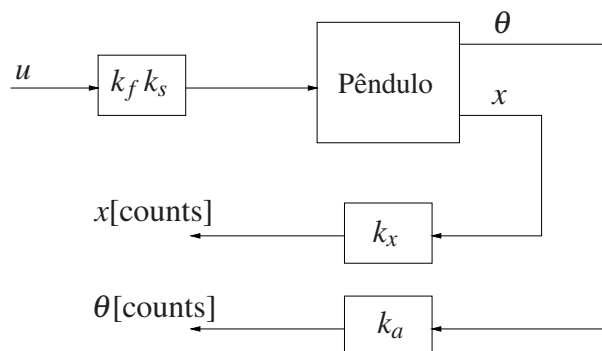 θ
u
k_f k_s
Pêndulo
x
x[counts]
k_x
θ[counts]
k_a